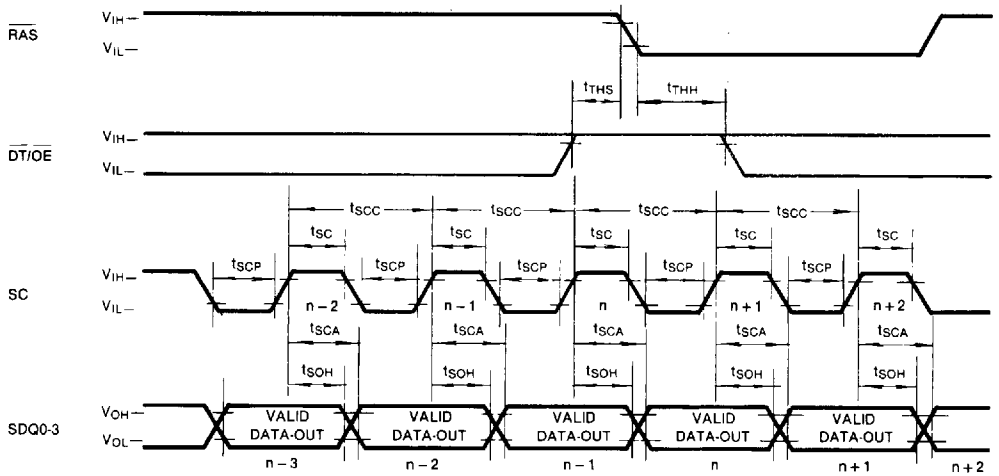 RAS
VIH
VIL
tTHS tTHH
DT/OE
VIH
VIL
tSCC tSCC tSCC tSCC
tSC tSC tSC tSC tSC
tSCP tSCP tSCP tSCP tSCP
SC
VIH
VIL
n-2 n-1 n n+1 n+2
tSCA tSCA tSCA tSCA tSCA
tSOH tSOH tSOH tSOH tSOH
SDQ0-3
VOH
VOL
VALID DATA-OUT VALID DATA-OUT VALID DATA-OUT VALID DATA-OUT VALID DATA-OUT
n-3 n-2 n-1 n n+1 n+2